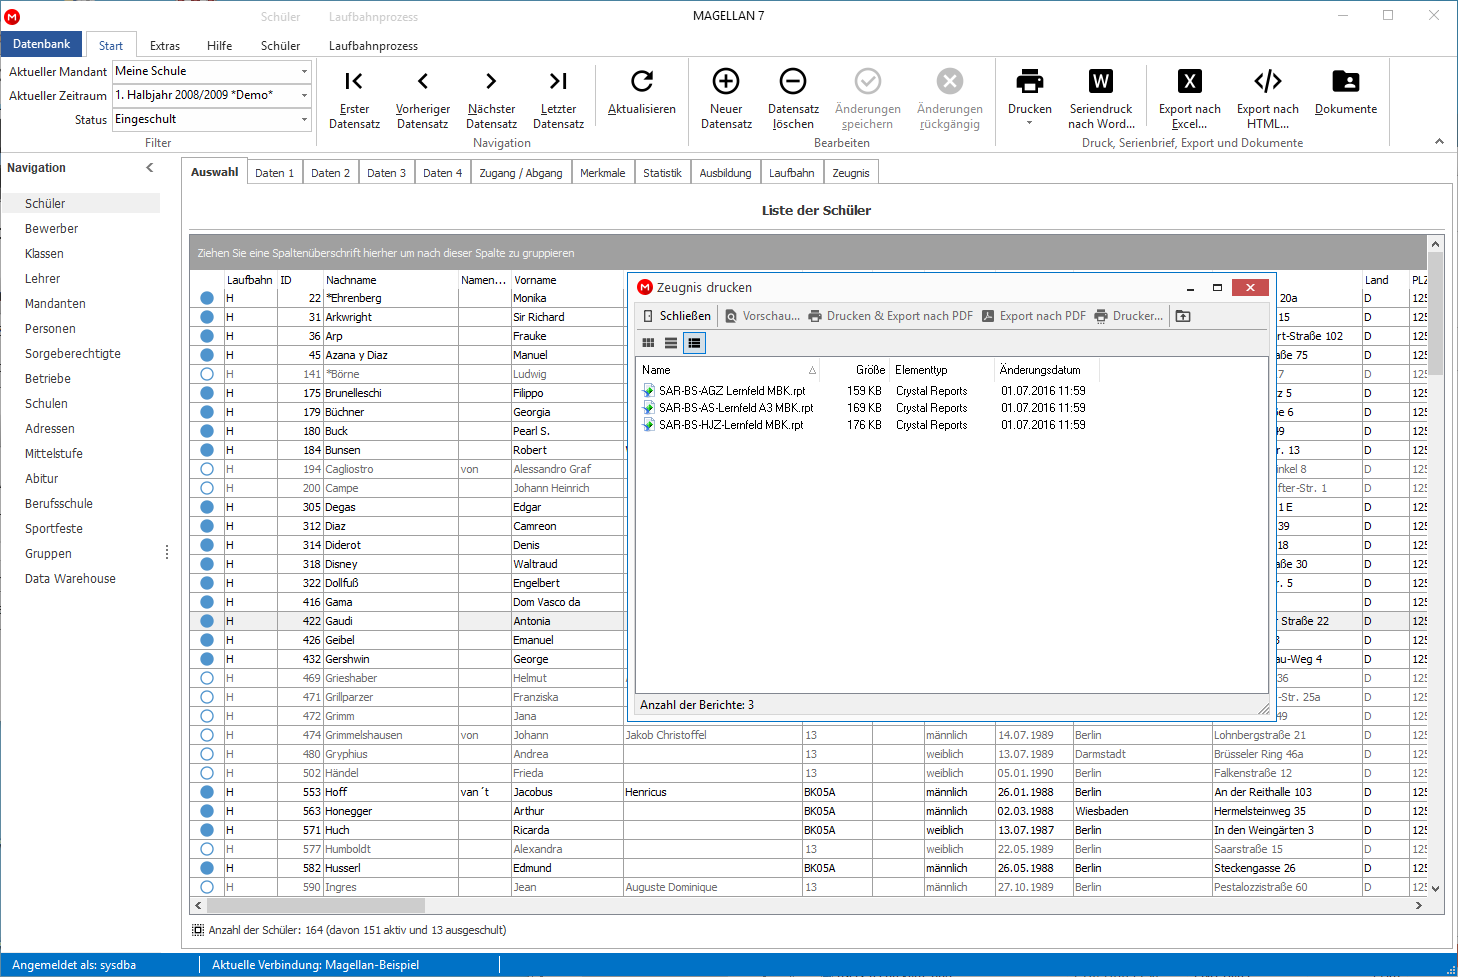 Schüler Laufbahnprozess MAGELLAN 7
Datenbank Start Extras Hilfe Schüler Laufbahnprozess
Aktueller Mandant Meine Schule
Aktueller Zeitraum 1. Halbjahr 2008/2009 *Demo*
Status Eingeschult
Filter
Erster Datensatz
Vorheriger Datensatz
Nächster Datensatz
Letzter Datensatz
Aktualisieren
Navigation
Neuer Datensatz
Datensatz löschen
Änderungen speichern
Änderungen rückgängig
Bearbeiten
Drucken
Seriendruck nach Word...
Export nach Excel...
Export nach HTML...
Dokumente
Druck, Serienbrief, Export und Dokumente
Navigation
Schüler
Bewerber
Klassen
Lehrer
Mandanten
Personen
Sorgeberechtigte
Betriebe
Schulen
Adressen
Mittelstufe
Abitur
Berufsschule
Sportfeste
Gruppen
Data Warehouse
Auswahl Daten 1 Daten 2 Daten 3 Daten 4 Zugang / Abgang Merkmale Statistik Ausbildung Laufbahn Zeugnis
Liste der Schüler
Ziehen Sie eine Spaltenüberschrift hierher um nach dieser Spalte zu gruppieren
Laufbahn ID Nachname Namen... Vorname Land PLZ
H 22 *Ehrenberg Monika 20a D 125
H 31 Arkwright Sir Richard 15 D 125
H 36 Arp Frauke rt-Straße 102 D 125
H 45 Azana y Diaz Manuel ße 75 D 125
H 141 *Börne Ludwig 7 D 125
H 175 Brunelleschi Filippo z 5 D 125
H 179 Büchner Georgia e 6 D 125
H 180 Buck Pearl S. 49 D 125
H 184 Bunsen Robert r. 13 D 125
H 194 Cagliostro von Alessandro Graf inkel 8 D 125
H 200 Campe Johann Heinrich fter-Str. 1 D 125
H 305 Degas Edgar 1 E D 125
H 312 Diaz Camreon 39 D 125
H 314 Diderot Denis 18 D 125
H 318 Disney Waltraud aße 30 D 125
H 322 Dollfuß Engelbert r. 5 D 125
H 416 Gama Dom Vasco da D 125
H 422 Gaudi Antonia r Straße 22 D 125
H 426 Geibel Emanuel 3 D 125
H 432 Gershwin George au-Weg 4 D 125
H 469 Grieshaber Helmut 36 D 125
H 471 Grillparzer Franziska -Str. 25a D 125
H 472 Grimm Jana 49 D 125
H 474 Grimmelshausen von Johann Jakob Christoffel 13 männlich 14.07.1989 Berlin Lohnbergstraße 21 D 125
H 480 Gryphius Andrea 13 weiblich 13.07.1989 Darmstadt Brüsseler Ring 46a D 125
H 502 Händel Frieda 13 weiblich 05.01.1990 Berlin Falkenstraße 12 D 125
H 553 Hoff van´t Jacobus Henricus BK05A männlich 26.01.1988 Berlin An der Reithalle 103 D 125
H 563 Honegger Arthur BK05A männlich 02.03.1988 Wiesbaden Hermelsteinweg 35 D 125
H 571 Huch Ricarda BK05A weiblich 13.07.1987 Berlin In den Weingärten 3 D 125
H 577 Humboldt Alexandra 13 weiblich 22.05.1989 Berlin Saarstraße 15 D 125
H 582 Husserl Edmund BK05A männlich 26.05.1988 Berlin Steckengasse 26 D 125
H 590 Ingres Jean Auguste Dominique 13 männlich 27.10.1989 Berlin Pestalozzistraße 60 D 125
Zeugnis drucken
Schließen Vorschau... Drucken & Export nach PDF Export nach PDF Drucker...
Name Größe Elementtyp Änderungsdatum
SAR-BS-AGZ Lernfeld MBK.rpt 159 KB Crystal Reports 01.07.2016 11:59
SAR-BS-AS-Lernfeld A3 MBK.rpt 169 KB Crystal Reports 01.07.2016 11:59
SAR-BS-HJZ-Lernfeld MBK.rpt 176 KB Crystal Reports 01.07.2016 11:59
Anzahl der Berichte: 3
Anzahl der Schüler: 164 (davon 151 aktiv und 13 ausgeschult)
Angemeldet als: sysdba Aktuelle Verbindung: Magellan-Beispiel